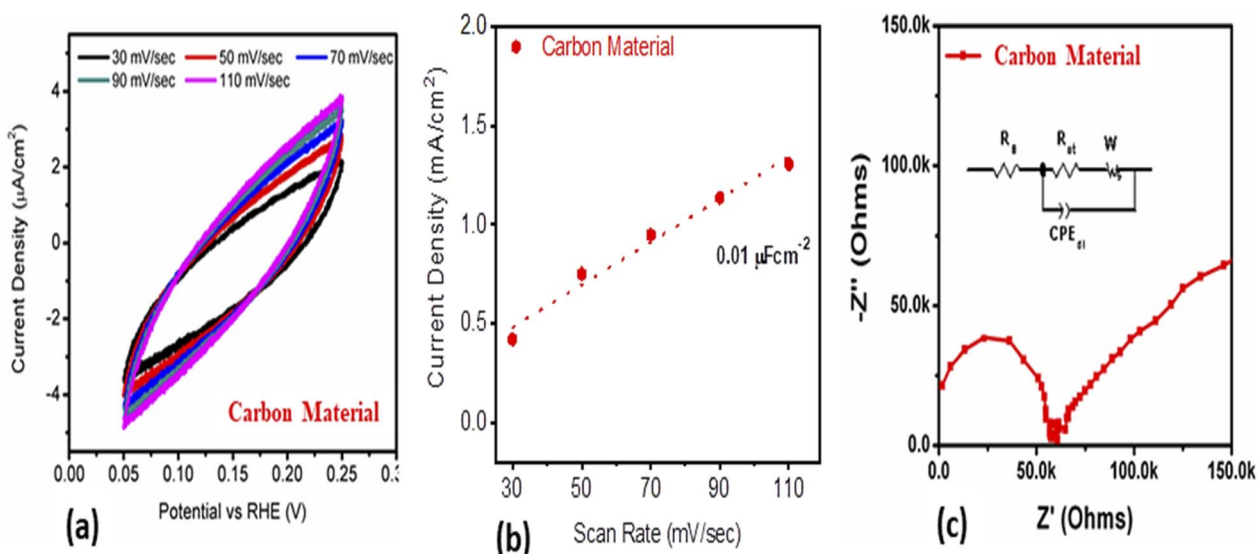 30 mV/sec 50 mV/sec 70 mV/sec
90 mV/sec 110 mV/sec
4
2
0
-2
-4
Current Density (µA/cm²)
Carbon Material
0.00 0.05 0.10 0.15 0.20 0.25 0.3
Potential vs RHE (V)
(a)
2.0
1.5
1.0
0.5
0.0
Current Density (mA/cm²)
Carbon Material
0.01 µFcm⁻²
30 50 70 90 110
Scan Rate (mV/sec)
(b)
150.0k
100.0k
50.0k
0.0
-Z" (Ohms)
Carbon Material
W
CPE
0 50.0k 100.0k 150.0k
Z' (Ohms)
(c)